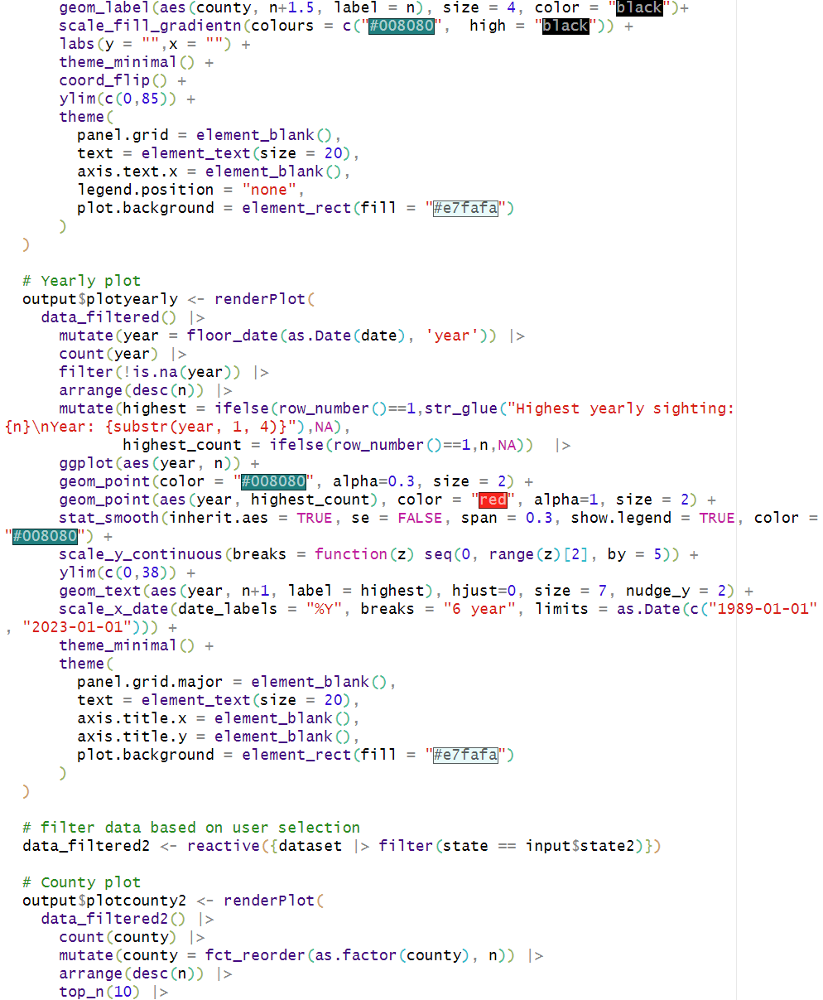 geom_label(aes(county, n+1.5, label = n), size = 4, color = "black")+
      scale_fill_gradientn(colours = c("#008080",  high = "black")) +
      labs(y = "",x = "") +
      theme_minimal() +
      coord_flip() +
      ylim(c(0,85)) +
      theme(
        panel.grid = element_blank(),
        text = element_text(size = 20),
        axis.text.x = element_blank(),
        legend.position = "none",
        plot.background = element_rect(fill = "#e7fafa")
      )
  )

  # Yearly plot
  output$plotyearly <- renderPlot(
    data_filtered() |>
      mutate(year = floor_date(as.Date(date), 'year')) |>
      count(year) |>
      filter(!is.na(year)) |>
      arrange(desc(n)) |>
      mutate(highest = ifelse(row_number()==1,str_glue("Highest yearly sighting:
{n}\nYear: {substr(year, 1, 4)}"),NA),
             highest_count = ifelse(row_number()==1,n,NA))  |>
      ggplot(aes(year, n)) +
      geom_point(color = "#008080", alpha=0.3, size = 2) +
      geom_point(aes(year, highest_count), color = "red", alpha=1, size = 2) +
      stat_smooth(inherit.aes = TRUE, se = FALSE, span = 0.3, show.legend = TRUE, color =
"#008080") +
      scale_y_continuous(breaks = function(z) seq(0, range(z)[2], by = 5)) +
      ylim(c(0,38)) +
      geom_text(aes(year, n+1, label = highest), hjust=0, size = 7, nudge_y = 2) +
      scale_x_date(date_labels = "%Y", breaks = "6 year", limits = as.Date(c("1989-01-01"
, "2023-01-01"))) +
      theme_minimal() +
      theme(
        panel.grid.major = element_blank(),
        text = element_text(size = 20),
        axis.title.x = element_blank(),
        axis.title.y = element_blank(),
        plot.background = element_rect(fill = "#e7fafa")
      )
  )

  # filter data based on user selection
  data_filtered2 <- reactive({dataset |> filter(state == input$state2)})

  # County plot
  output$plotcounty2 <- renderPlot(
    data_filtered2() |>
      count(county) |>
      mutate(county = fct_reorder(as.factor(county), n)) |>
      arrange(desc(n)) |>
      top_n(10) |>